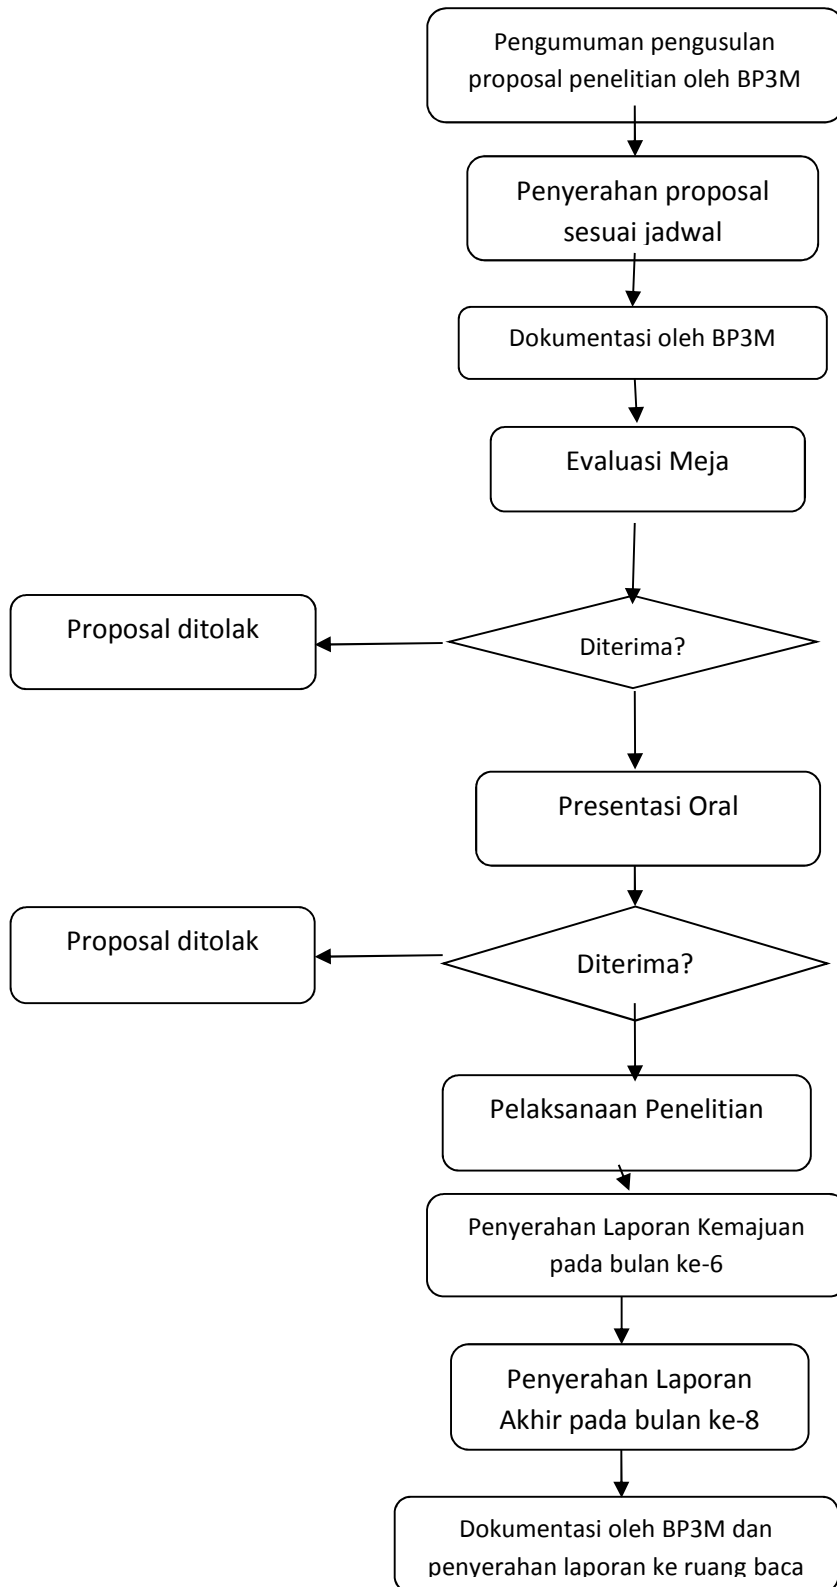 Pengumuman pengusulan
proposal penelitian oleh BP3M
Penyerahan proposal
sesuai jadwal
Dokumentasi oleh BP3M
Evaluasi Meja
Proposal ditolak
Diterima?
Presentasi Oral
Proposal ditolak
Diterima?
Pelaksanaan Penelitian
Penyerahan Laporan Kemajuan
pada bulan ke-6
Penyerahan Laporan
Akhir pada bulan ke-8
Dokumentasi oleh BP3M dan
penyerahan laporan ke ruang baca